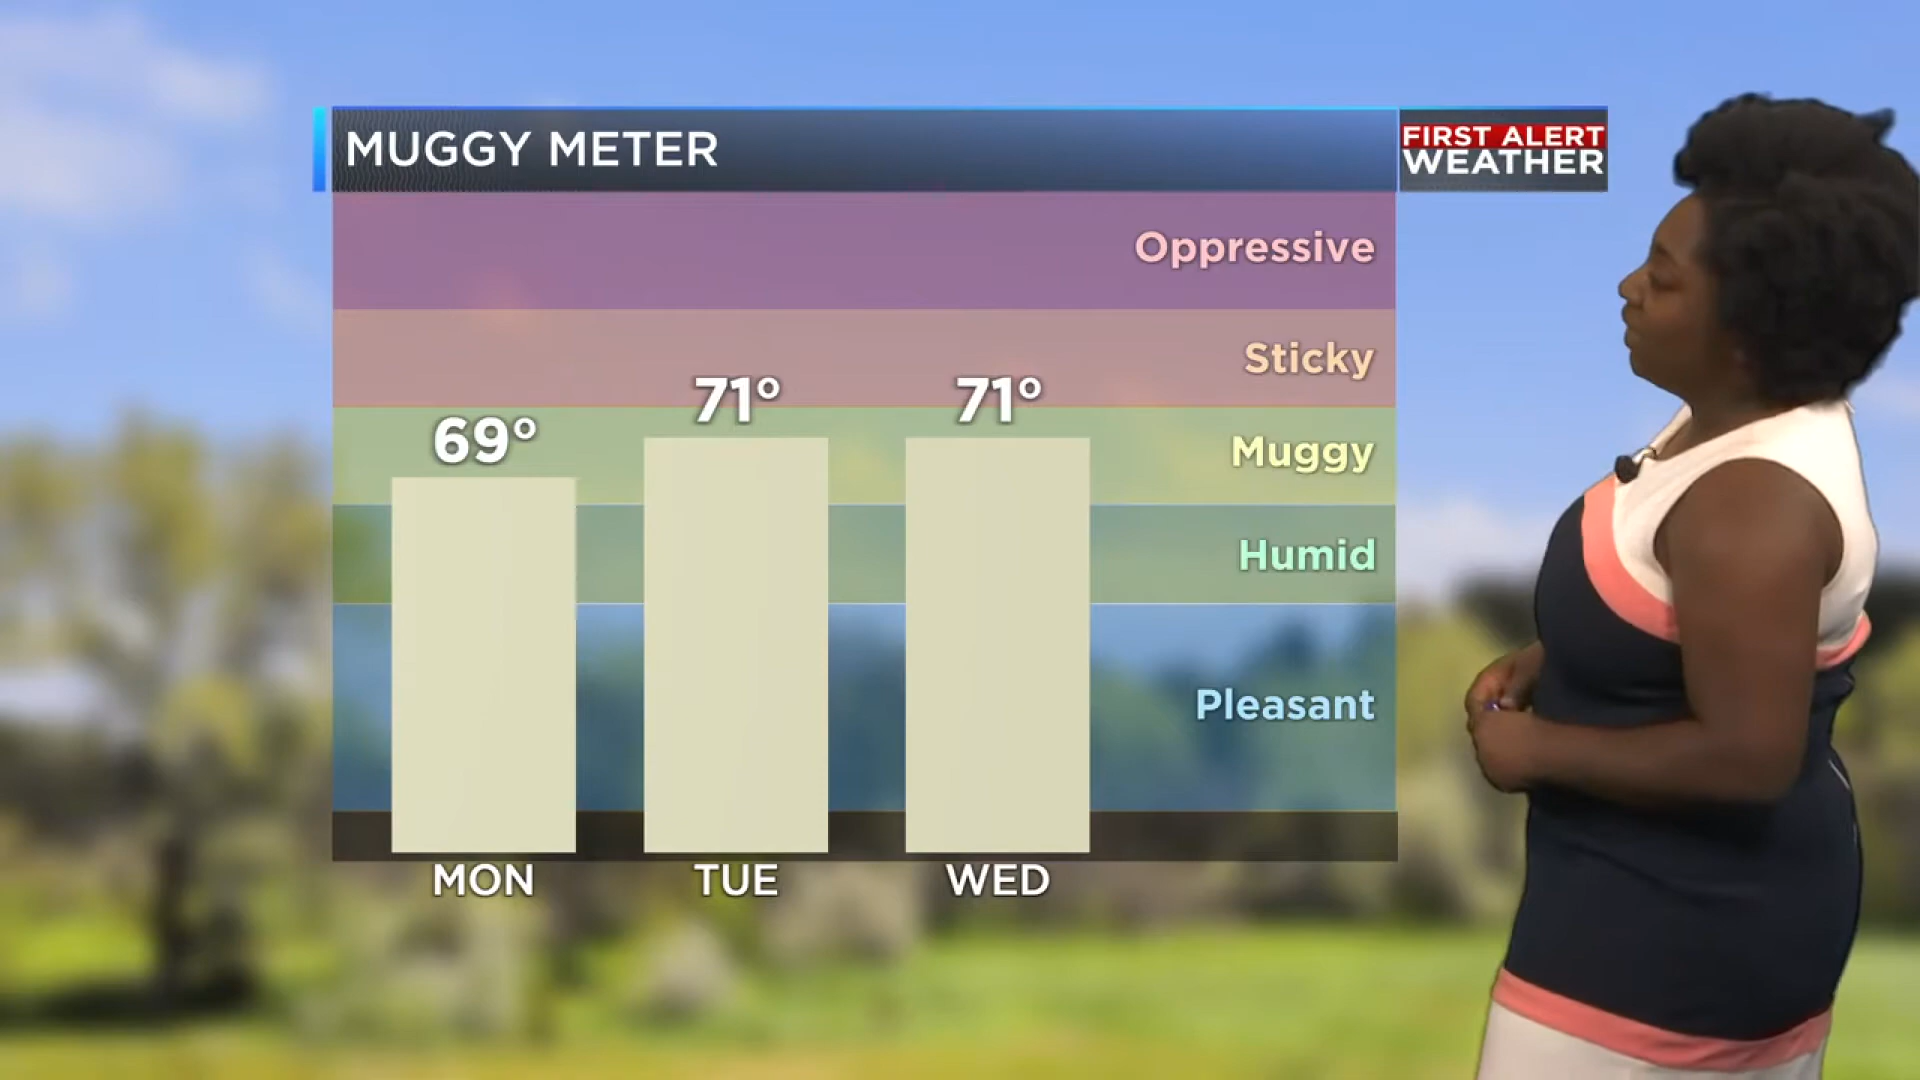 MUGGY METER
FIRST ALERT
WEATHER
Oppressive
Sticky
Muggy
Humid
Pleasant
69°
71°
71°
MON
TUE
WED